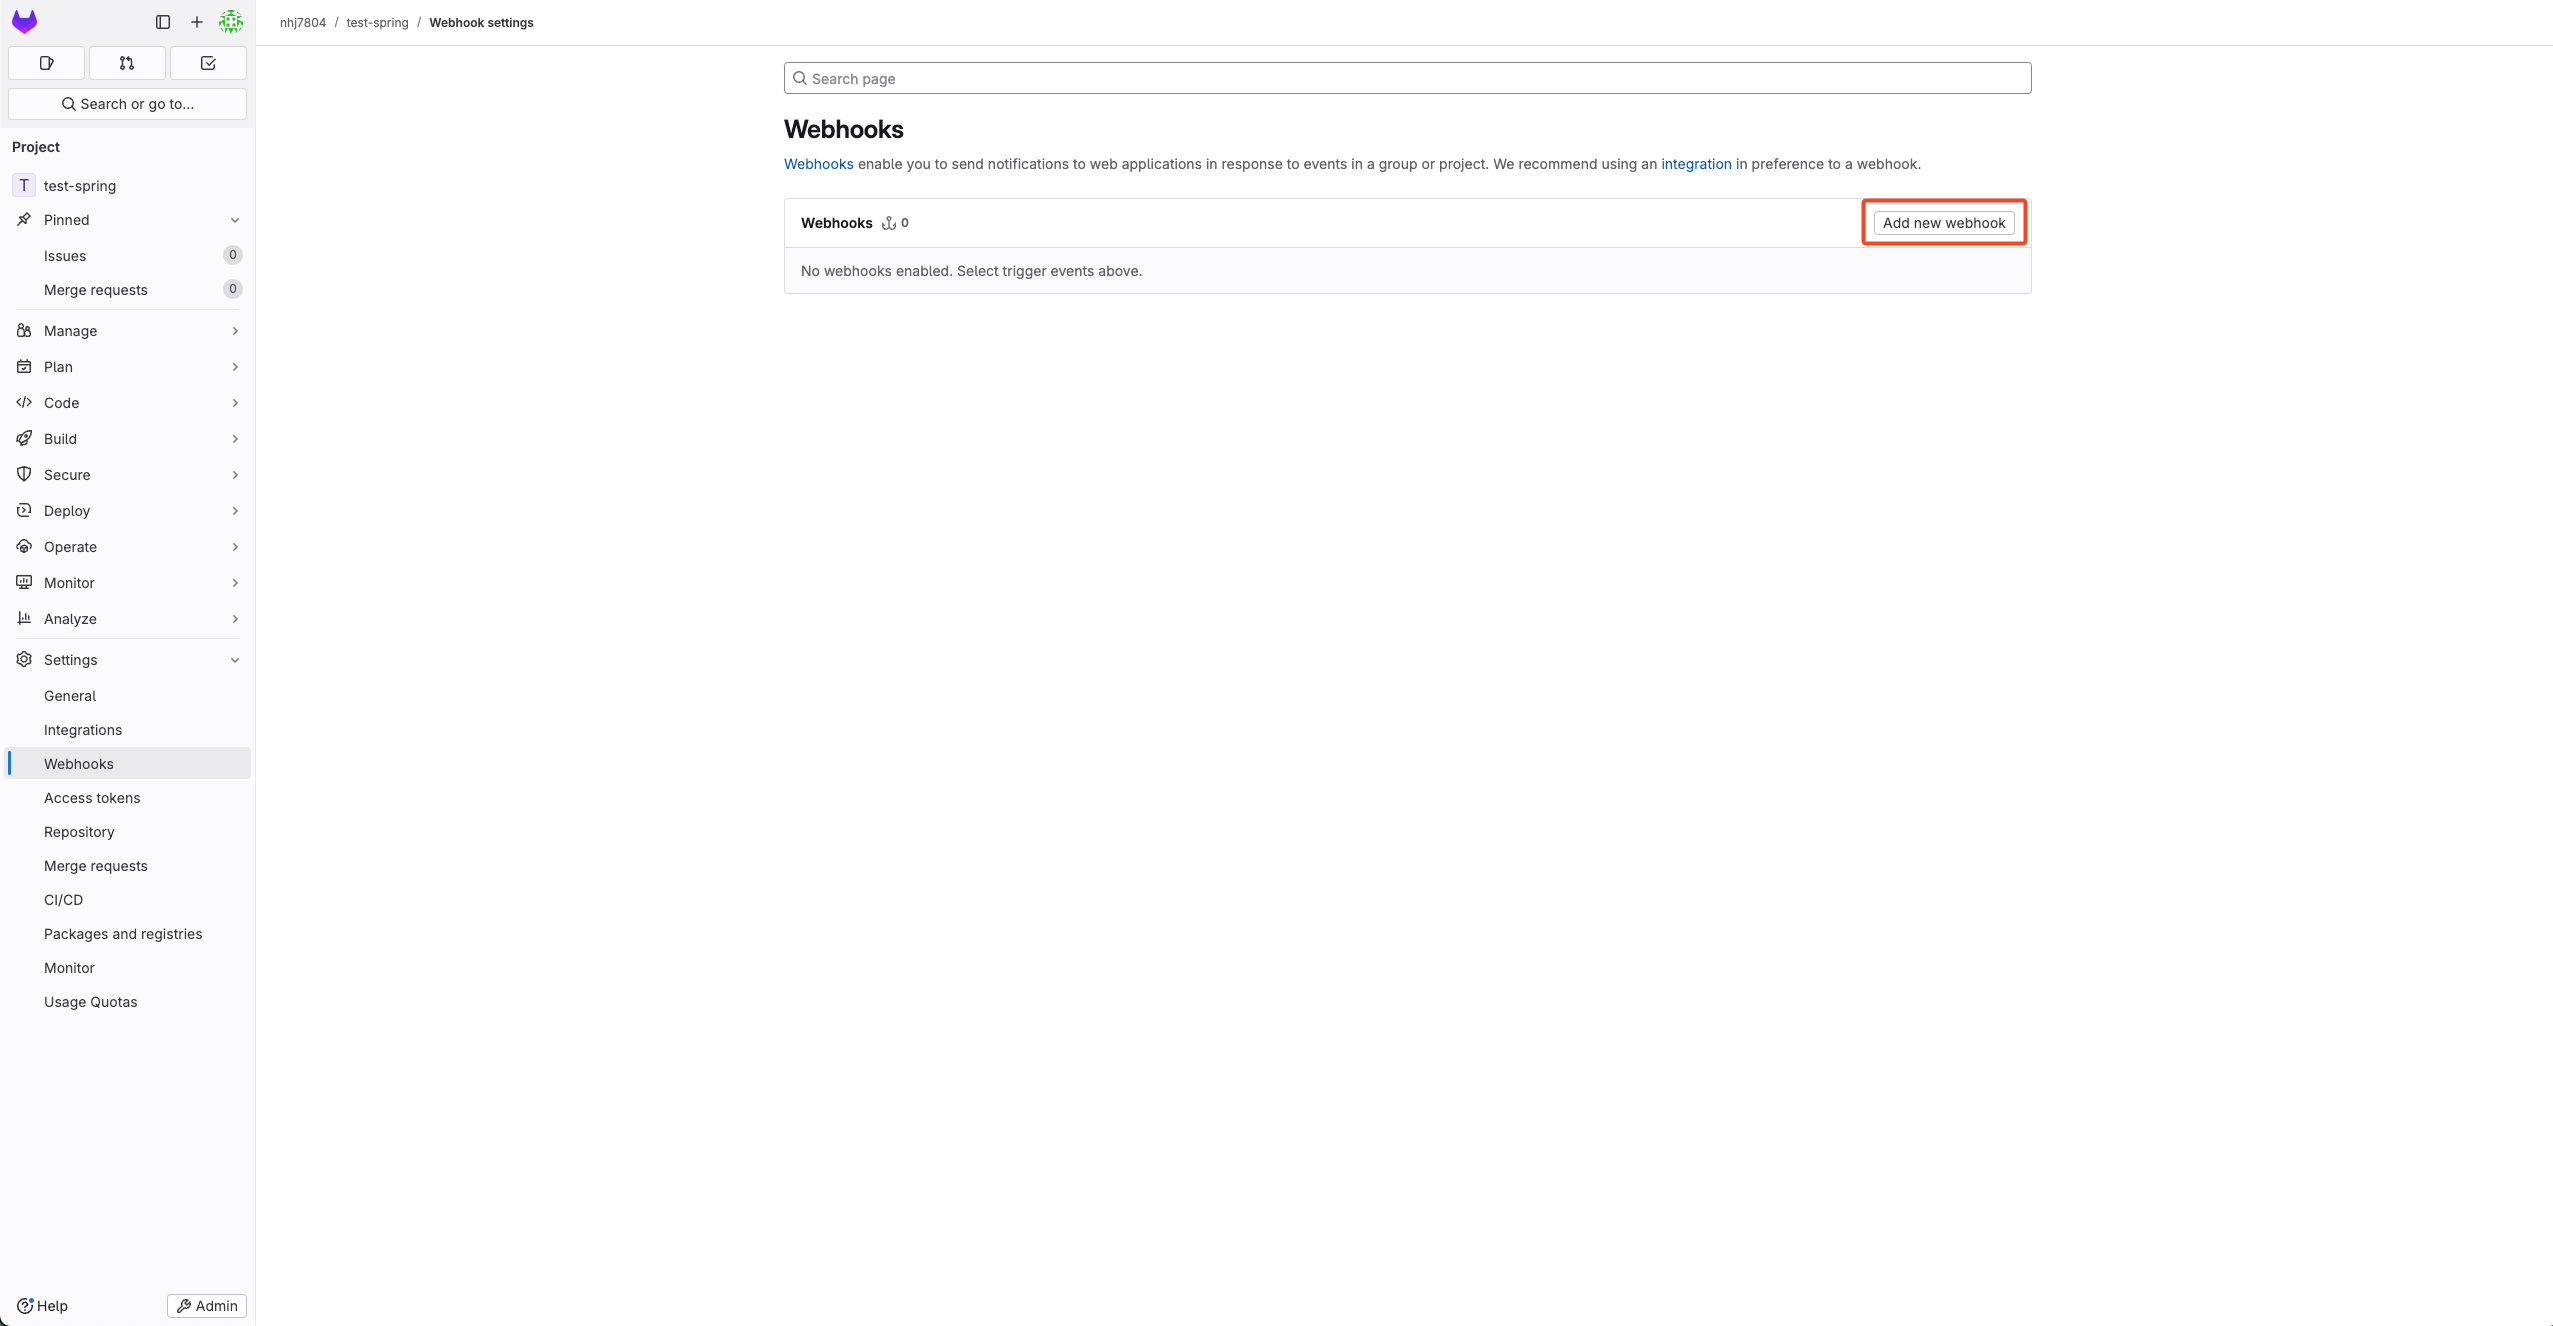 nhj7804 / test-spring / Webhook settings
Search or go to...
Project
T test-spring
Pinned
Issues 0
Merge requests 0
Manage
Plan
Code
Build
Secure
Deploy
Operate
Monitor
Analyze
Settings
General
Integrations
Webhooks
Access tokens
Repository
Merge requests
CI/CD
Packages and registries
Monitor
Usage Quotas
Help
Admin
Search page
Webhooks
Webhooks enable you to send notifications to web applications in response to events in a group or project. We recommend using an integration in preference to a webhook.
Webhooks 0
Add new webhook
No webhooks enabled. Select trigger events above.